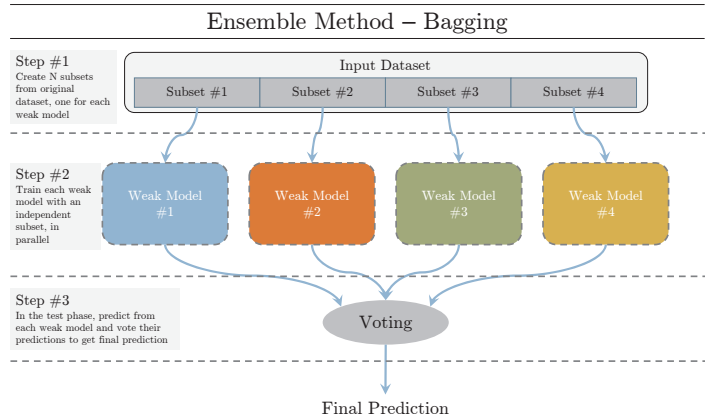 Ensemble Method – Bagging
Step #1
Create N subsets
from original
dataset, one for each
weak model
Input Dataset
Subset #1
Subset #2
Subset #3
Subset #4
Step #2
Train each weak
model with an
independent
subset, in
parallel
Weak Model
#1
Weak Model
#2
Weak Model
#3
Weak Model
#4
Step #3
In the test phase, predict from
each weak model and vote their
predictions to get final prediction
Voting
Final Prediction